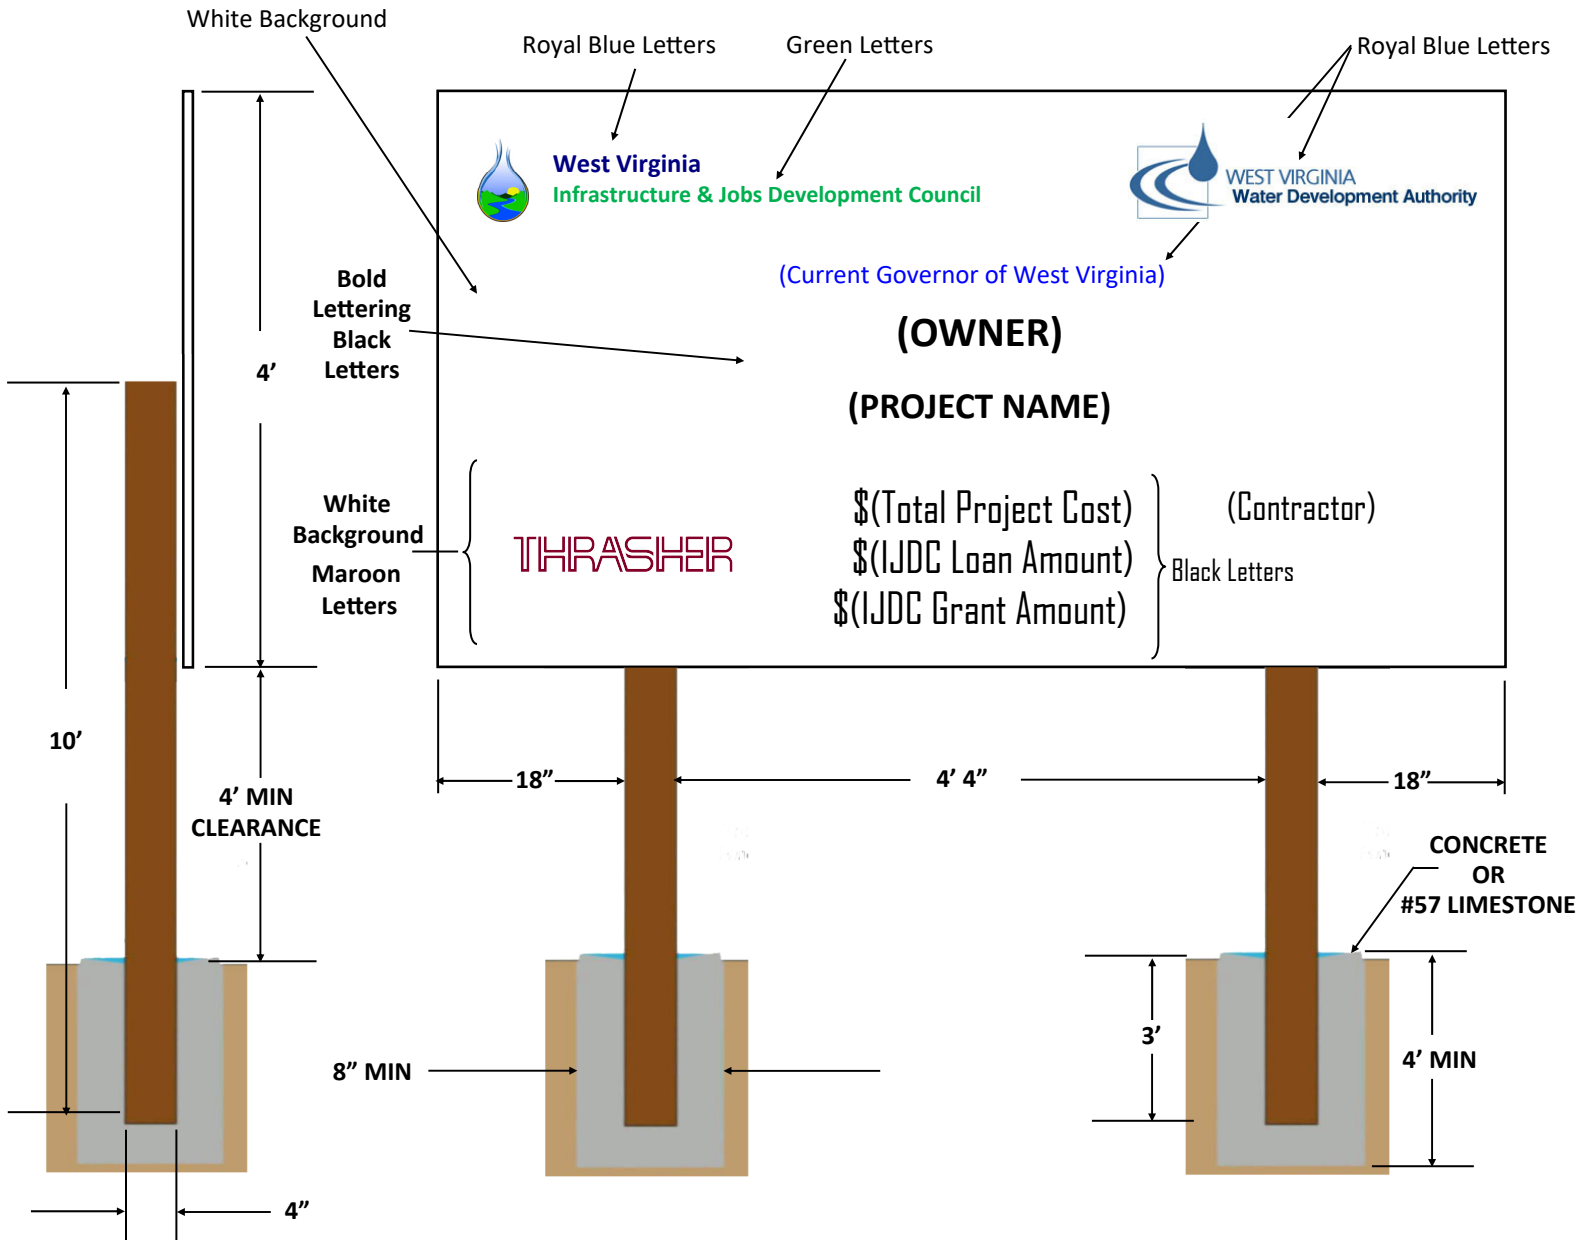 White Background
Royal Blue Letters
Green Letters
Royal Blue Letters
West Virginia
Infrastructure & Jobs Development Council
WEST VIRGINIA
Water Development Authority
(Current Governor of West Virginia)
Bold
Lettering
Black
Letters
(OWNER)
4’
(PROJECT NAME)
White
Background
Maroon
Letters
THRASHER
$(Total Project Cost)
$(IJDC Loan Amount)
$(IJDC Grant Amount)
(Contractor)
Black Letters
10’
4’ MIN
CLEARANCE
18”
4’ 4”
18”
CONCRETE
OR
#57 LIMESTONE
8” MIN
3’
4’ MIN
4”